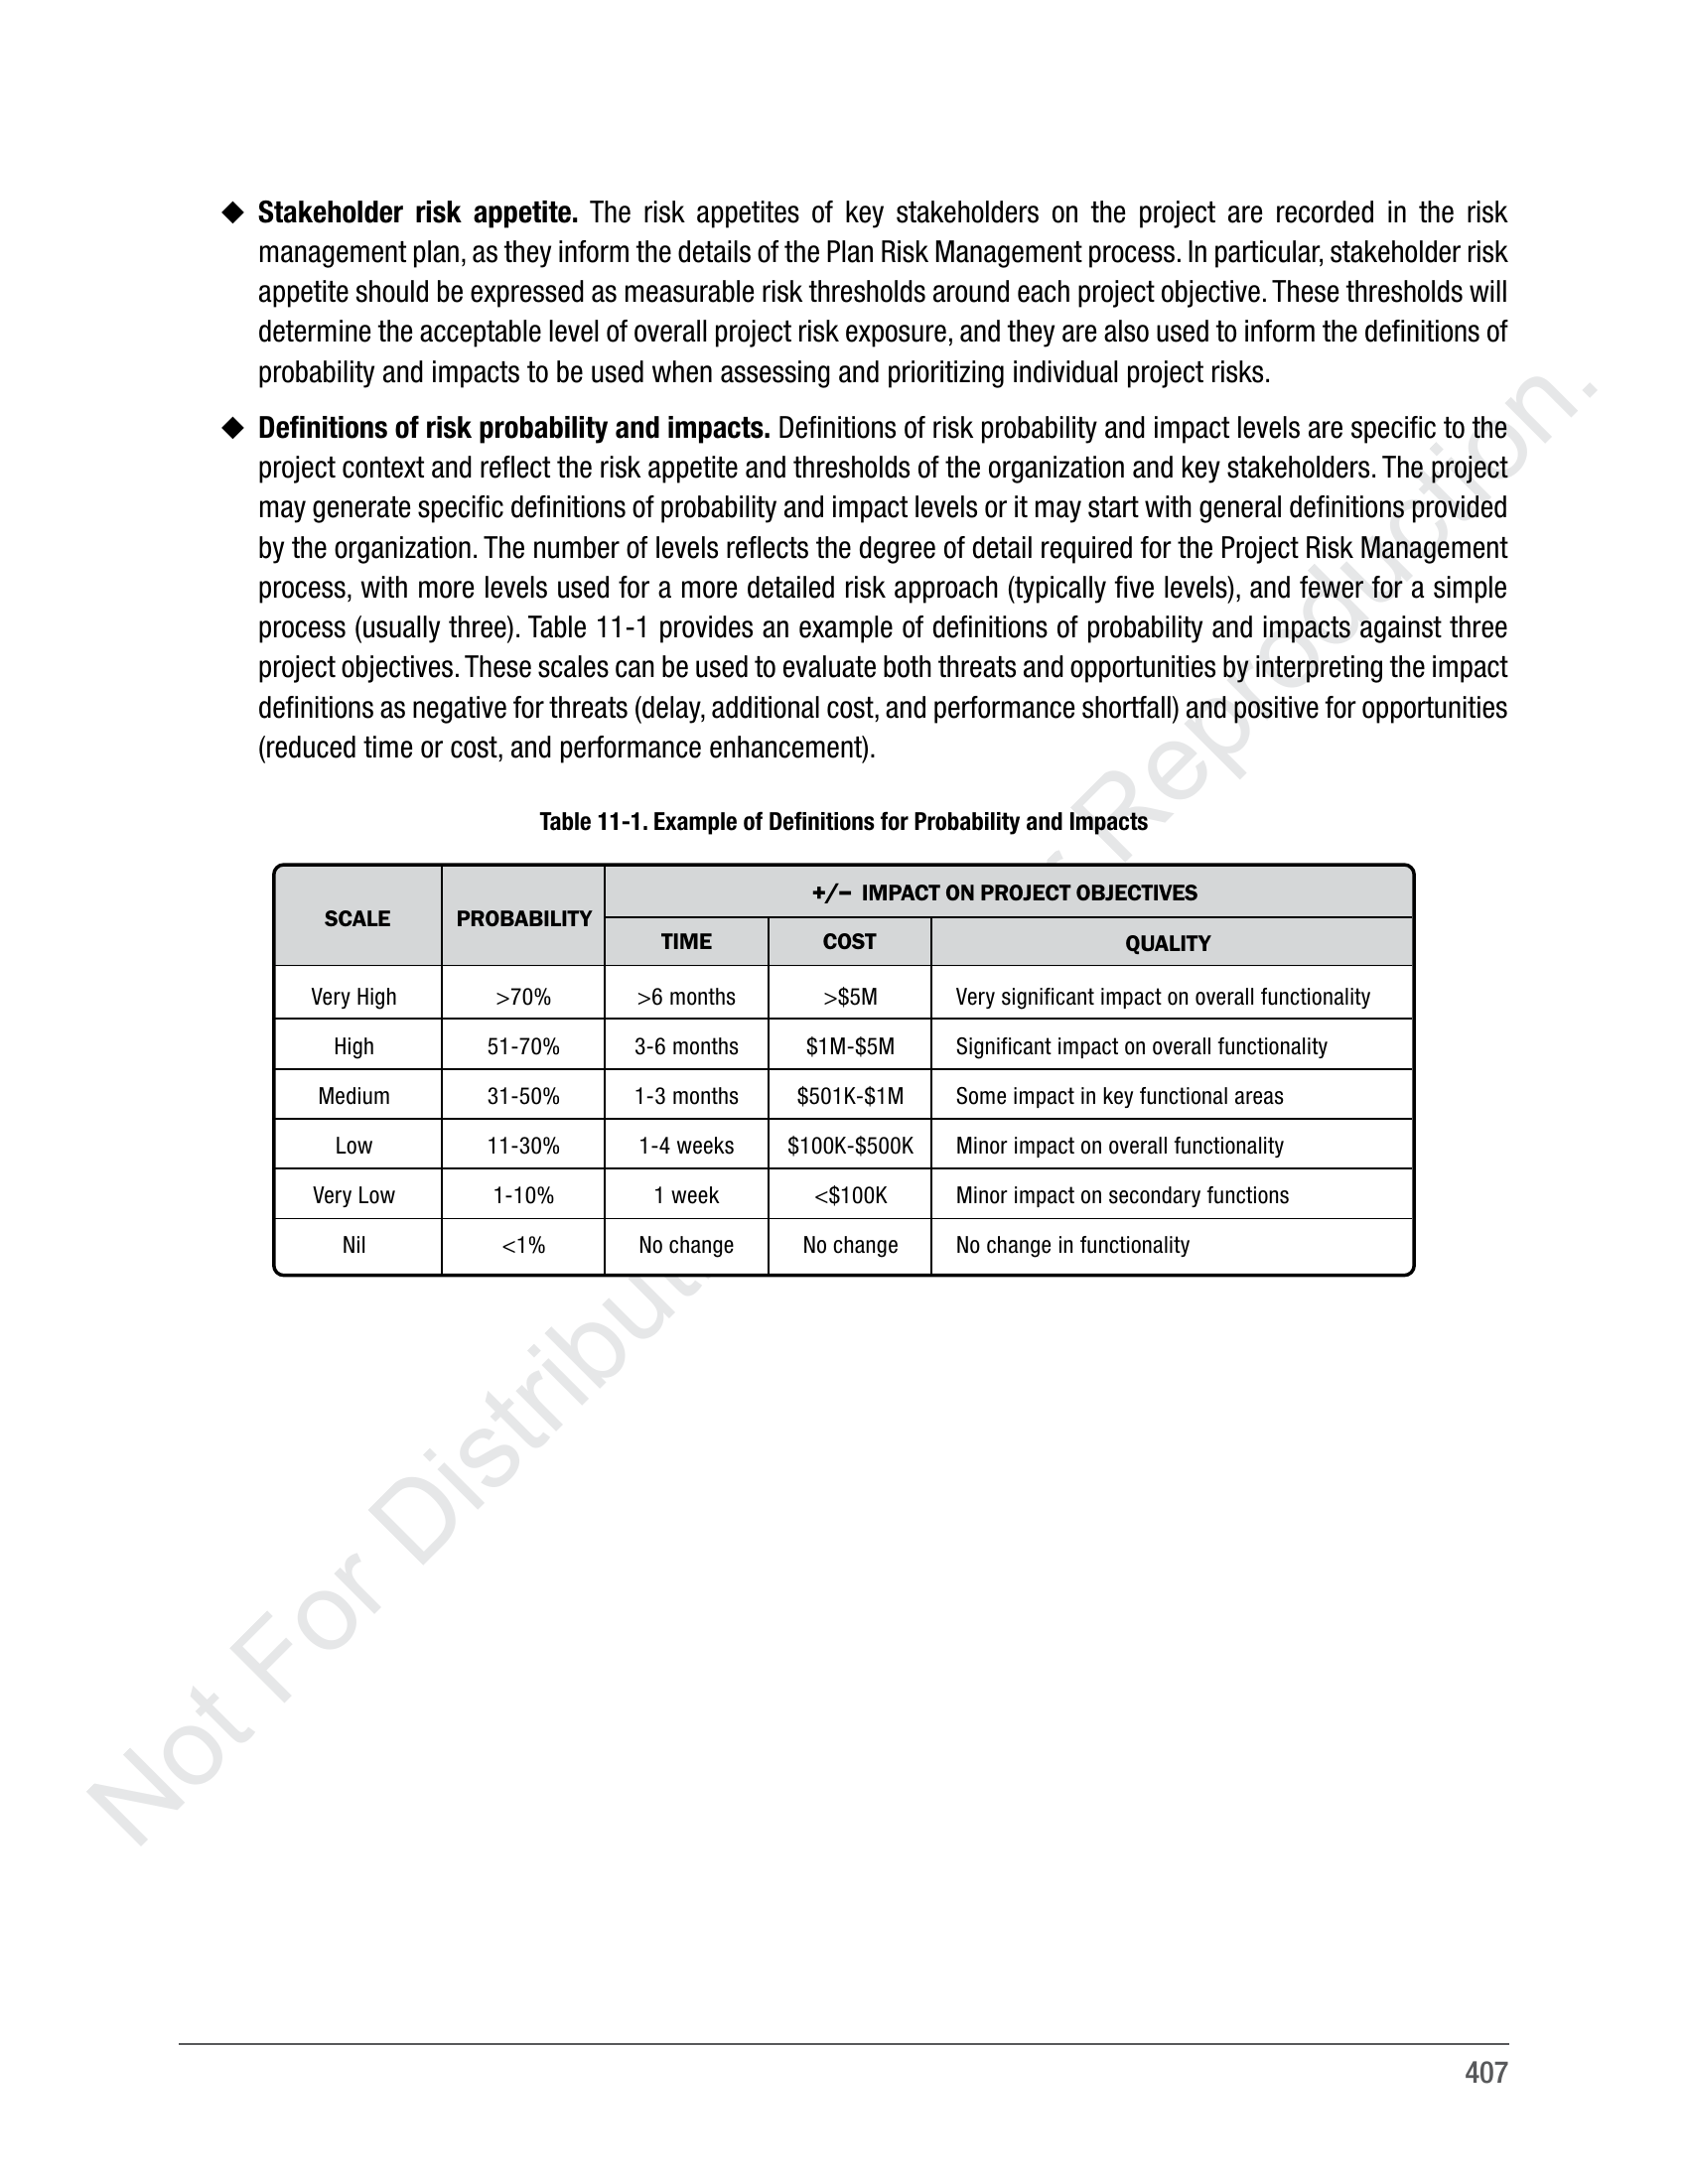 ◆ Stakeholder risk appetite. The risk appetites of key stakeholders on the project are recorded in the risk
management plan, as they inform the details of the Plan Risk Management process. In particular, stakeholder risk
appetite should be expressed as measurable risk thresholds around each project objective. These thresholds will
determine the acceptable level of overall project risk exposure, and they are also used to inform the definitions of
probability and impacts to be used when assessing and prioritizing individual project risks.
◆ Definitions of risk probability and impacts. Definitions of risk probability and impact levels are specific to the
project context and reflect the risk appetite and thresholds of the organization and key stakeholders. The project
may generate specific definitions of probability and impact levels or it may start with general definitions provided
by the organization. The number of levels reflects the degree of detail required for the Project Risk Management
process, with more levels used for a more detailed risk approach (typically five levels), and fewer for a simple
process (usually three). Table 11-1 provides an example of definitions of probability and impacts against three
project objectives. These scales can be used to evaluate both threats and opportunities by interpreting the impact
definitions as negative for threats (delay, additional cost, and performance shortfall) and positive for opportunities
(reduced time or cost, and performance enhancement).
Table 11-1. Example of Definitions for Probability and Impacts
SCALE PROBABILITY +/− IMPACT ON PROJECT OBJECTIVES
TIME COST QUALITY
Very High >70% >6 months >$5M Very significant impact on overall functionality
High 51-70% 3-6 months $1M-$5M Significant impact on overall functionality
Medium 31-50% 1-3 months $501K-$1M Some impact in key functional areas
Low 11-30% 1-4 weeks $100K-$500K Minor impact on overall functionality
Very Low 1-10% 1 week <$100K Minor impact on secondary functions
Nil <1% No change No change No change in functionality
Not For Distribut Reproduction.
407